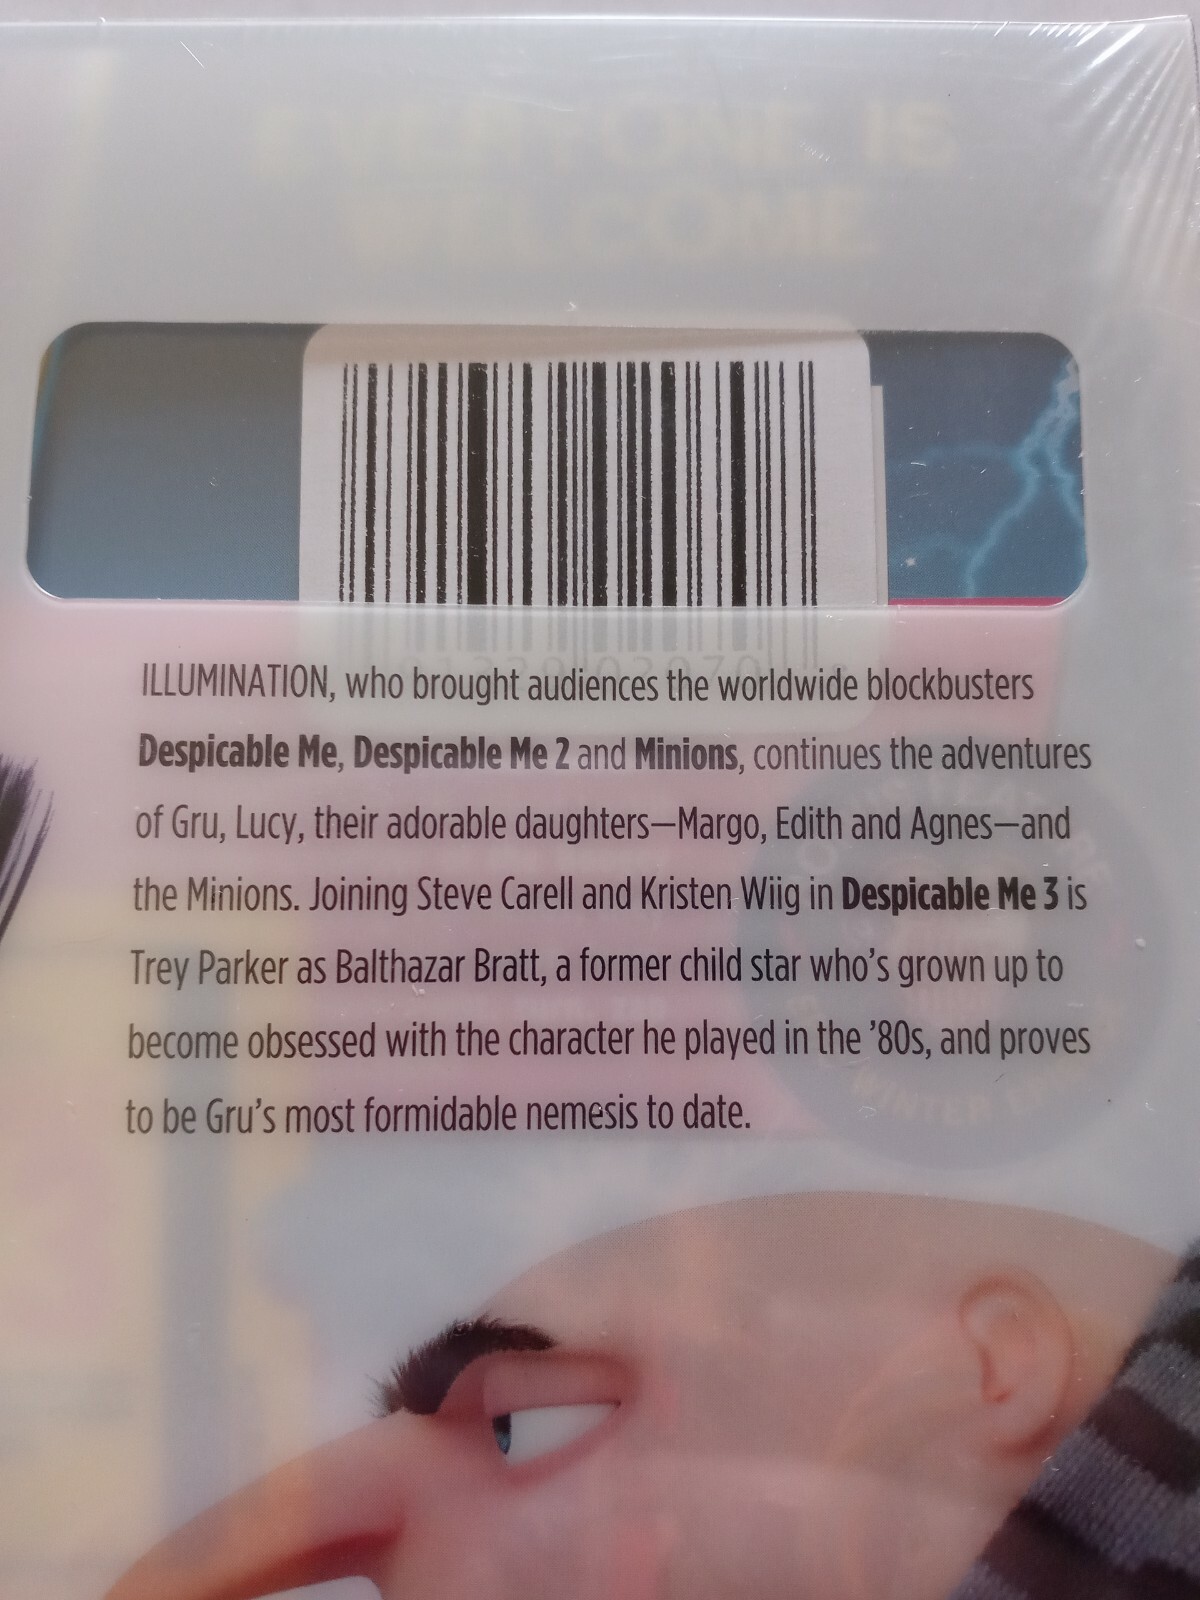 EVERYONE IS
WELCOME
ILLUMINATION, who brought audiences the worldwide blockbusters
Despicable Me, Despicable Me 2 and Minions, continues the adventures
of Gru, Lucy, their adorable daughters—Margo, Edith and Agnes—and
the Minions. Joining Steve Carell and Kristen Wiig in Despicable Me 3 is
Trey Parker as Balthazar Bratt, a former child star who's grown up to
become obsessed with the character he played in the '80s, and proves
to be Gru's most formidable nemesis to date.